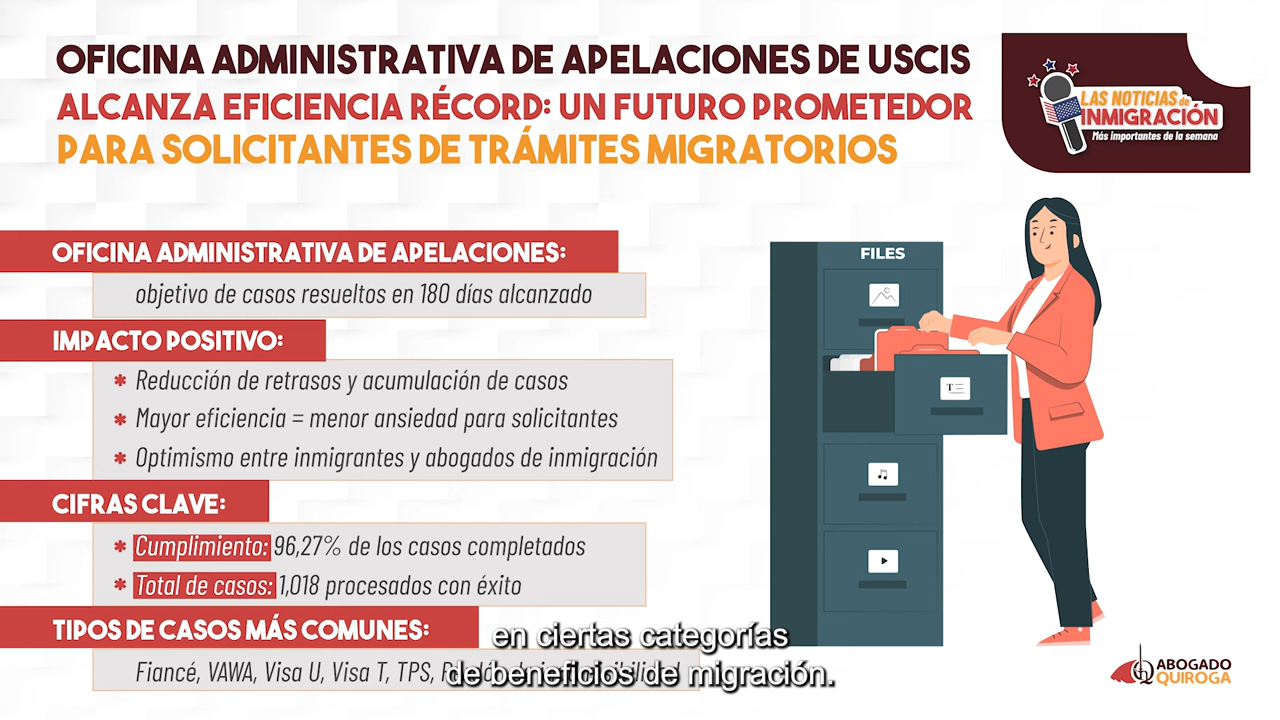 OFICINA ADMINISTRATIVA DE APELACIONES DE USCIS
ALCANZA EFICIENCIA RÉCORD: UN FUTURO PROMETEDOR
PARA SOLICITANTES DE TRÁMITES MIGRATORIOS
LAS NOTICIAS de
INMIGRACIÓN
Más importantes de la semana
OFICINA ADMINISTRATIVA DE APELACIONES:
objetivo de casos resueltos en 180 días alcanzado
IMPACTO POSITIVO:
* Reducción de retrasos y acumulación de casos
* Mayor eficiencia = menor ansiedad para solicitantes
* Optimismo entre inmigrantes y abogados de inmigración
CIFRAS CLAVE:
* Cumplimiento: 96,27% de los casos completados
* Total de casos: 1,018 procesados con éxito
TIPOS DE CASOS MÁS COMUNES:
Fiancé, VAWA, Visa U, Visa T, TPS,
FILES
T
en ciertas categorías
de beneficios de migración.
ABOGADO
QUIROGA